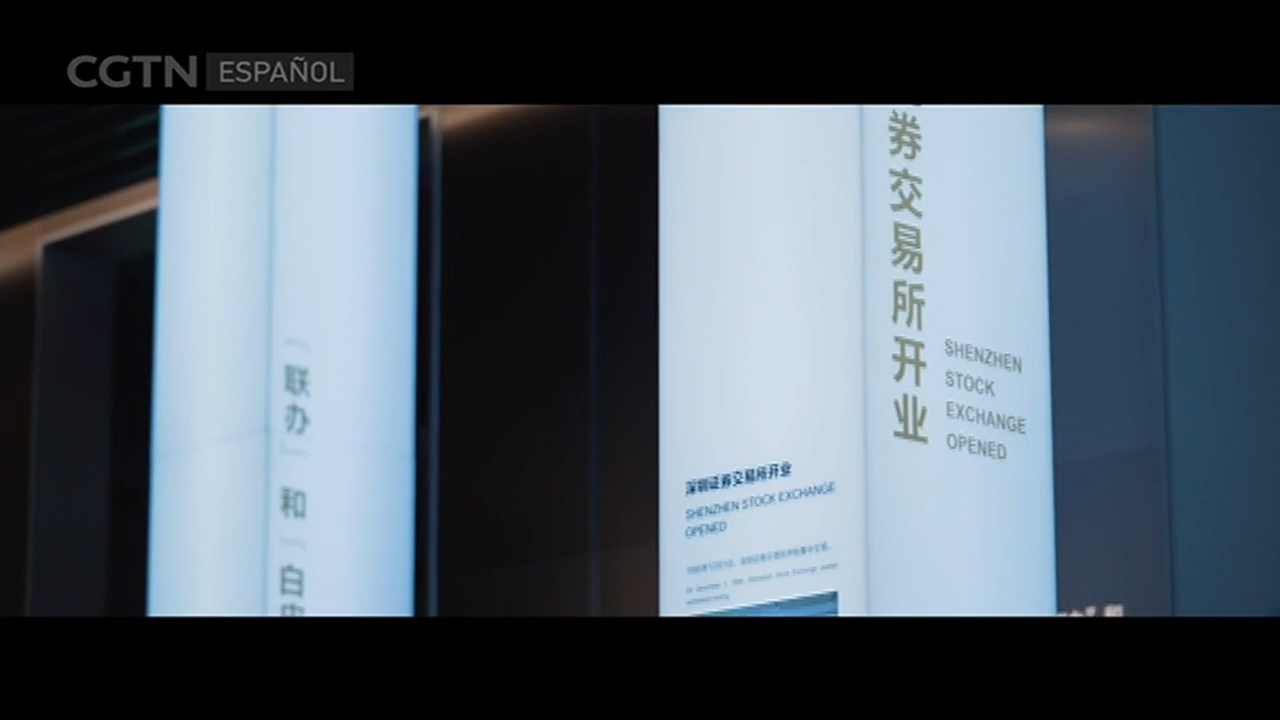 CGTN ESPAÑOL
「联办」和「白
券交易所开业
SHENZHEN
STOCK
EXCHANGE
OPENED
深圳证券交易所开业
SHENZHEN STOCK EXCHANGE
OPENED